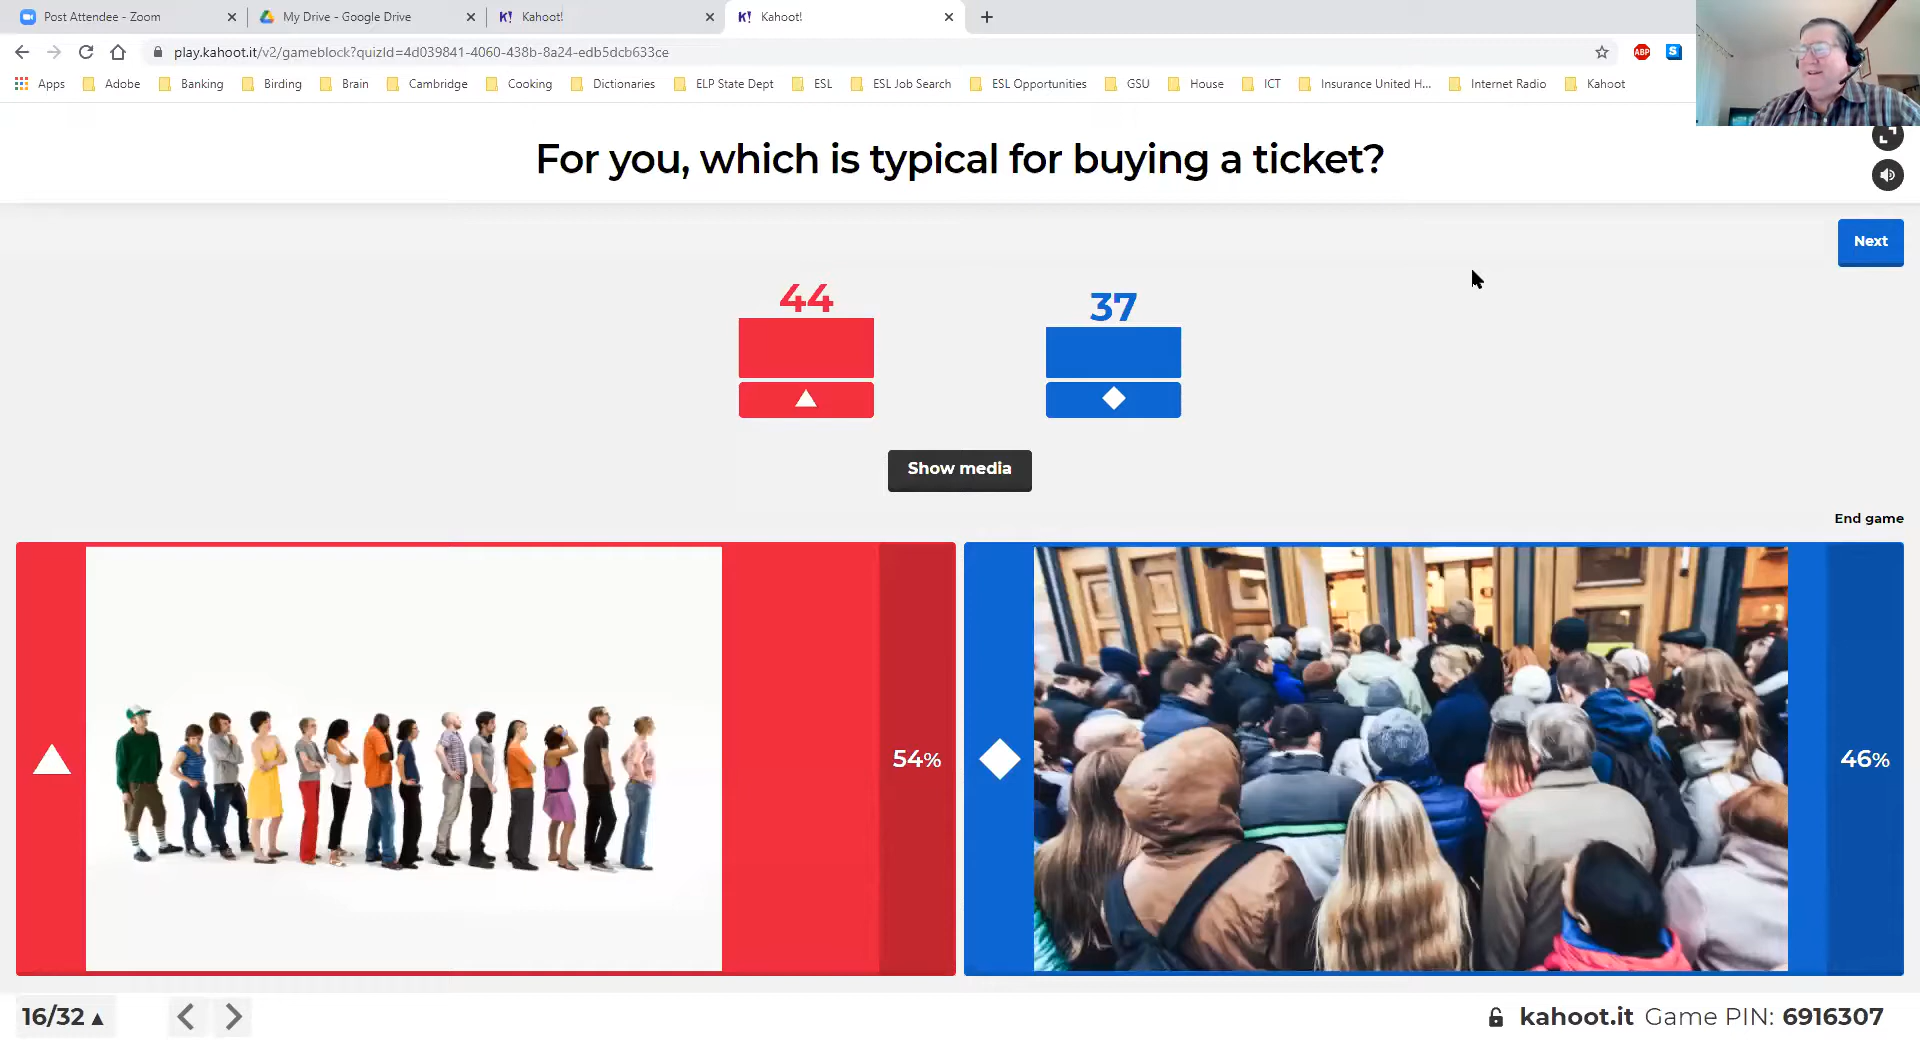 Post Attendee - Zoom
My Drive - Google Drive
K! Kahoot!
K! Kahoot!
play.kahoot.it/v2/gameblock?quizId=4d039841-4060-438b-8a24-edb5dcb633ce
ABP
S
Apps
Adobe
Banking
Birding
Brain
Cambridge
Cooking
Dictionaries
ELP State Dept
ESL
ESL Job Search
ESL Opportunities
GSU
House
ICT
Insurance United H...
Internet Radio
Kahoot
For you, which is typical for buying a ticket?
Next
44
37
Show media
End game
54%
46%
16/32
kahoot.it Game PIN: 6916307